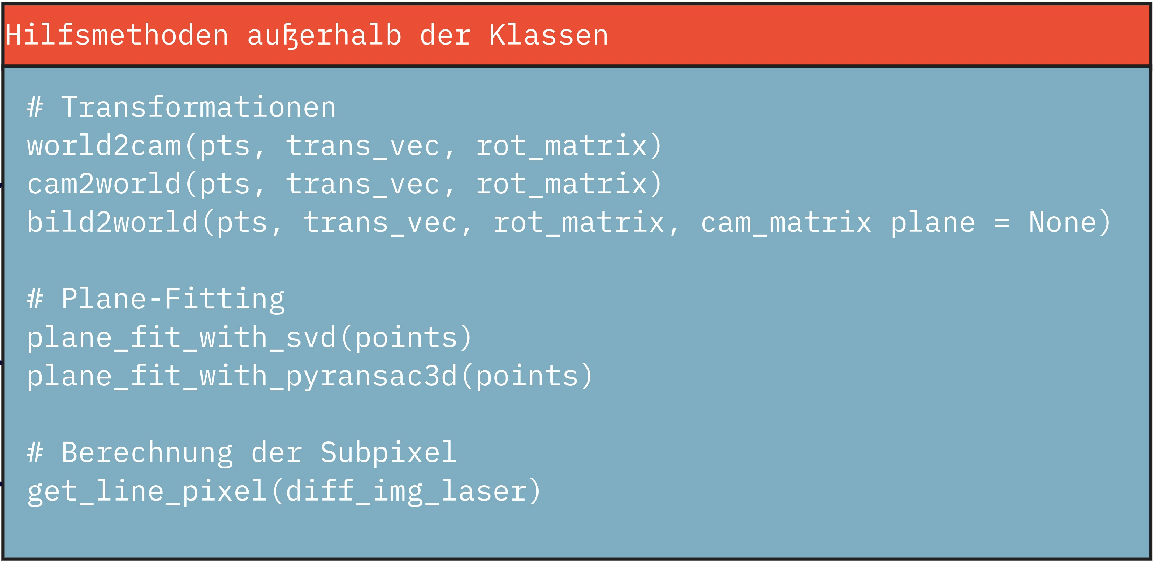 Hilfsmethoden außerhalb der Klassen
# Transformationen
world2cam(pts, trans_vec, rot_matrix)
cam2world(pts, trans_vec, rot_matrix)
bild2world(pts, trans_vec, rot_matrix, cam_matrix plane = None)
# Plane-Fitting
plane_fit_with_svd(points)
plane_fit_with_pyransac3d(points)
# Berechnung der Subpixel
get_line_pixel(diff_img_laser)